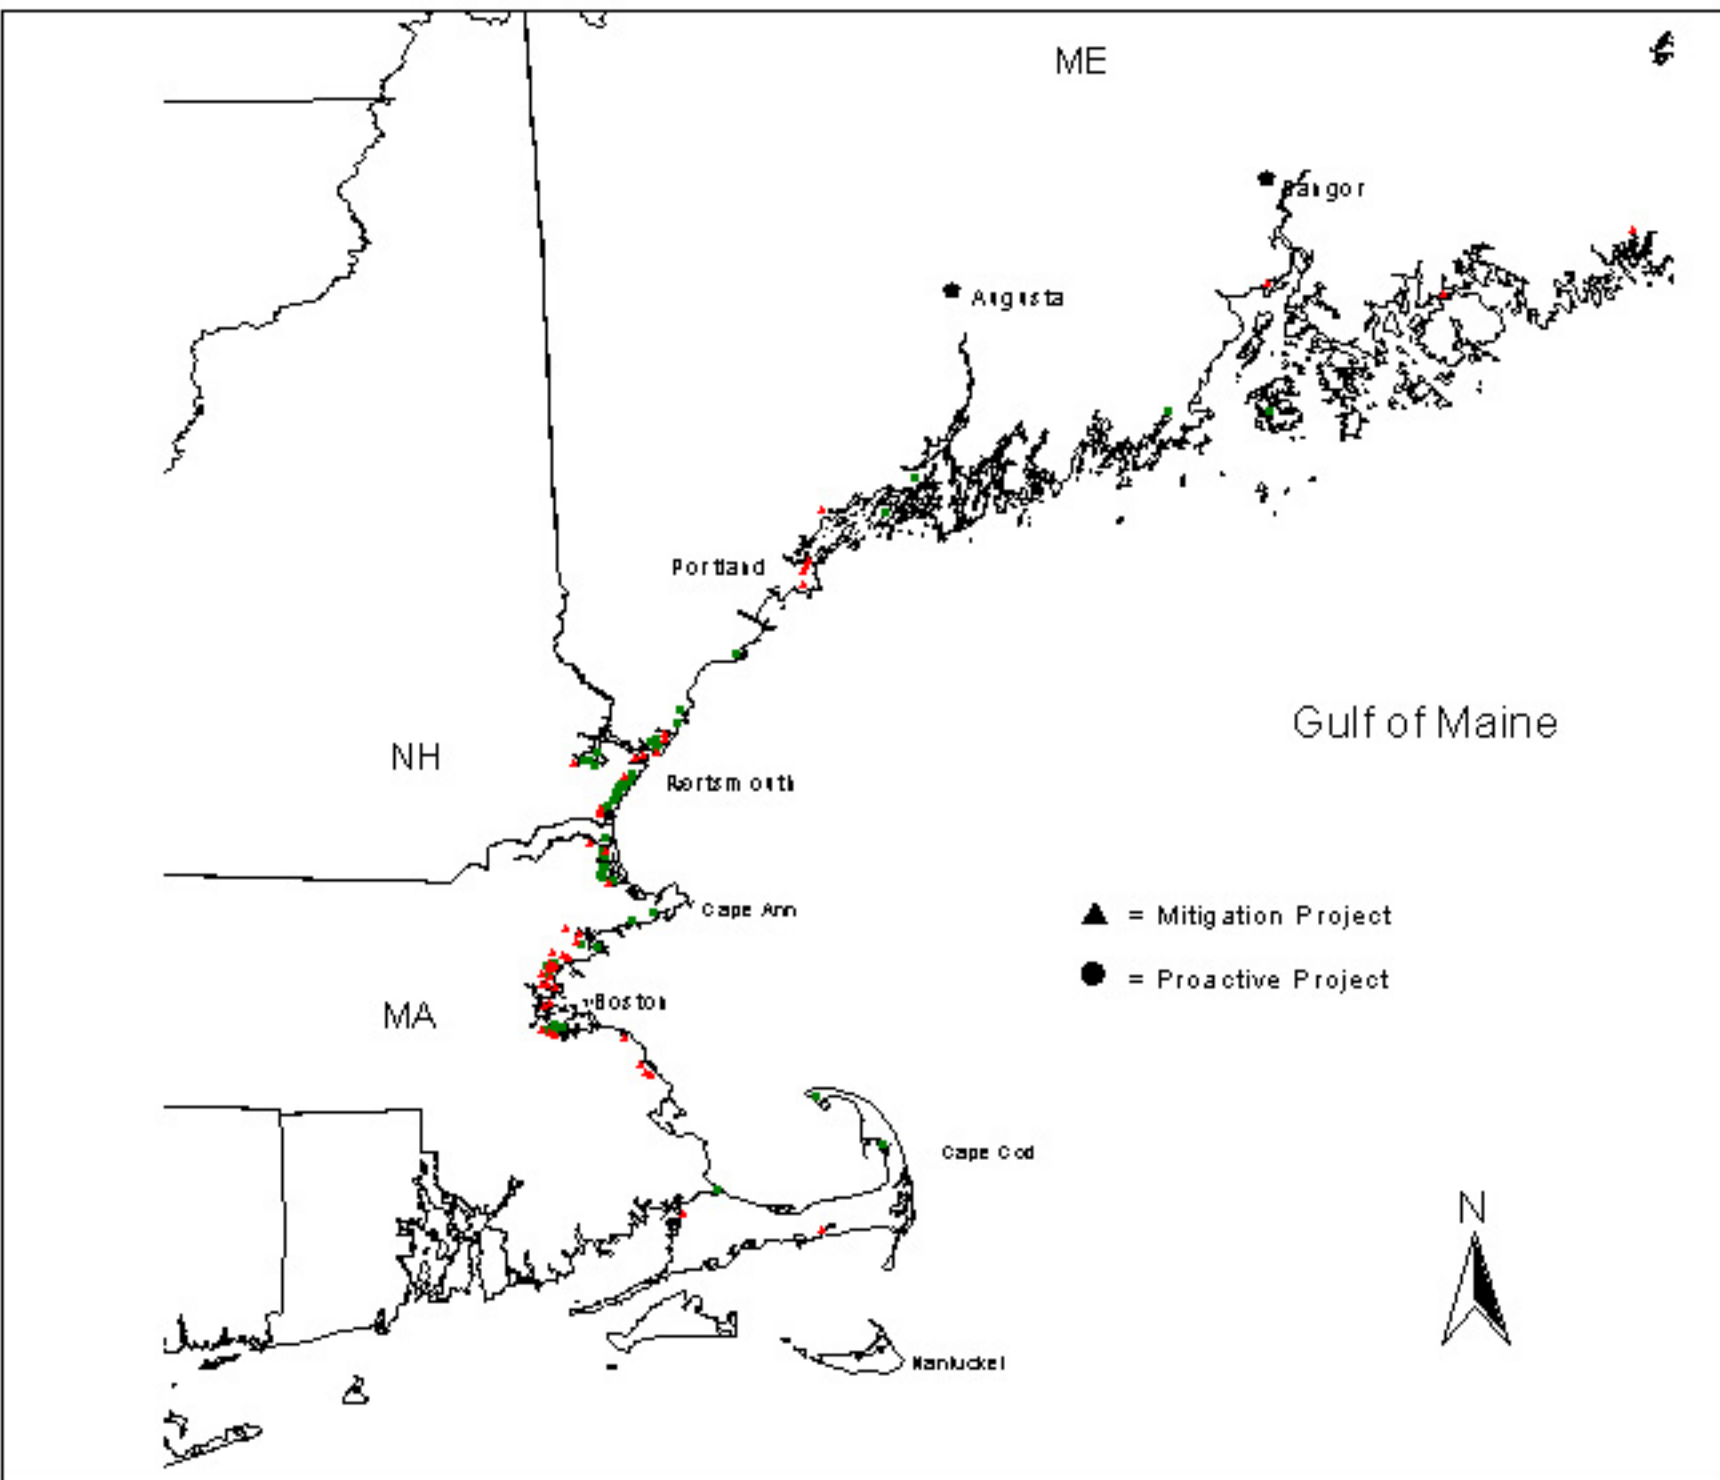 ME
Bangor
Augusta
Portland
Gulf of Maine
NH
Portsmouth
Cape Ann
= Mitigation Project
= Proactive Project
Boston
MA
Cape Cod
N
Nantucket